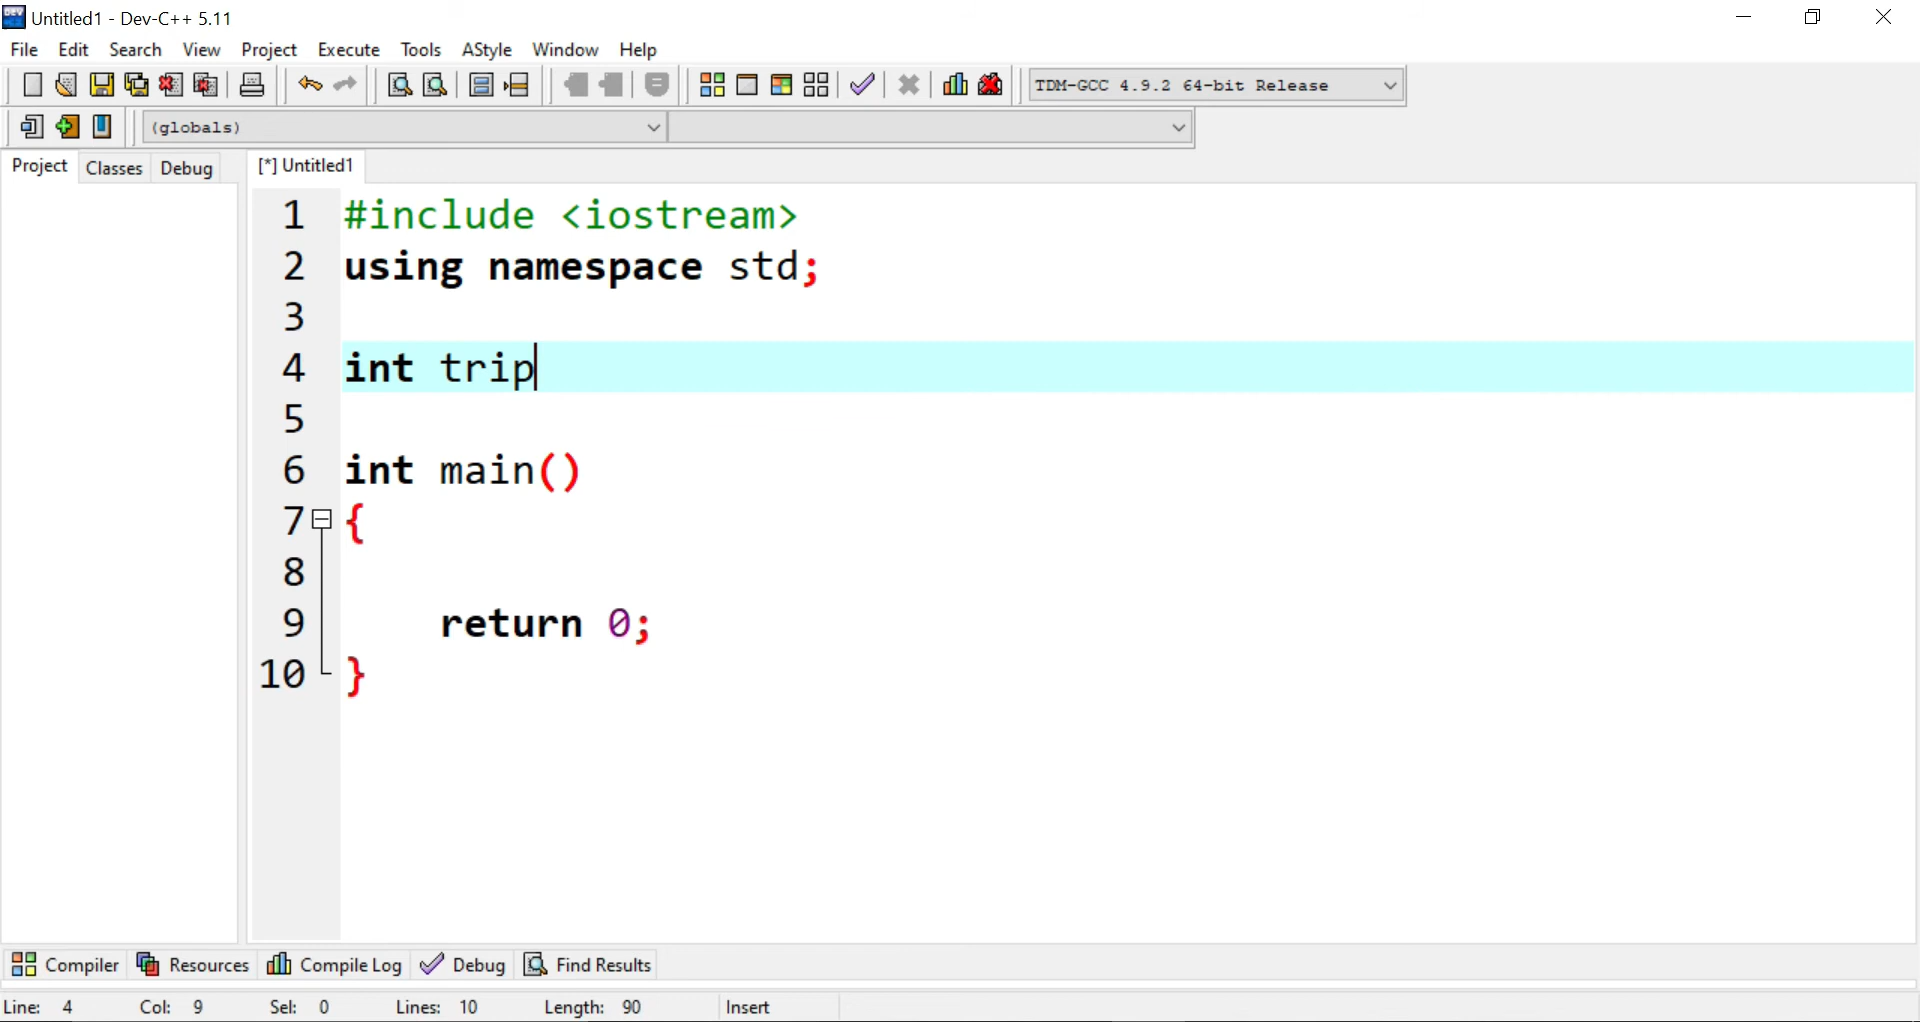 Untitled1 - Dev-C++ 5.11
File Edit Search View Project Execute Tools AStyle Window Help
TDM-GCC 4.9.2 64-bit Release
(globals)
Project Classes Debug [*] Untitled1
1 #include <iostream>
2 using namespace std;
3
4 int trip
5
6 int main()
7 {
8
9 return 0;
10 }
Compiler Resources Compile Log Debug Find Results
Line: 4 Col: 9 Sel: 0 Lines: 10 Length: 90 Insert